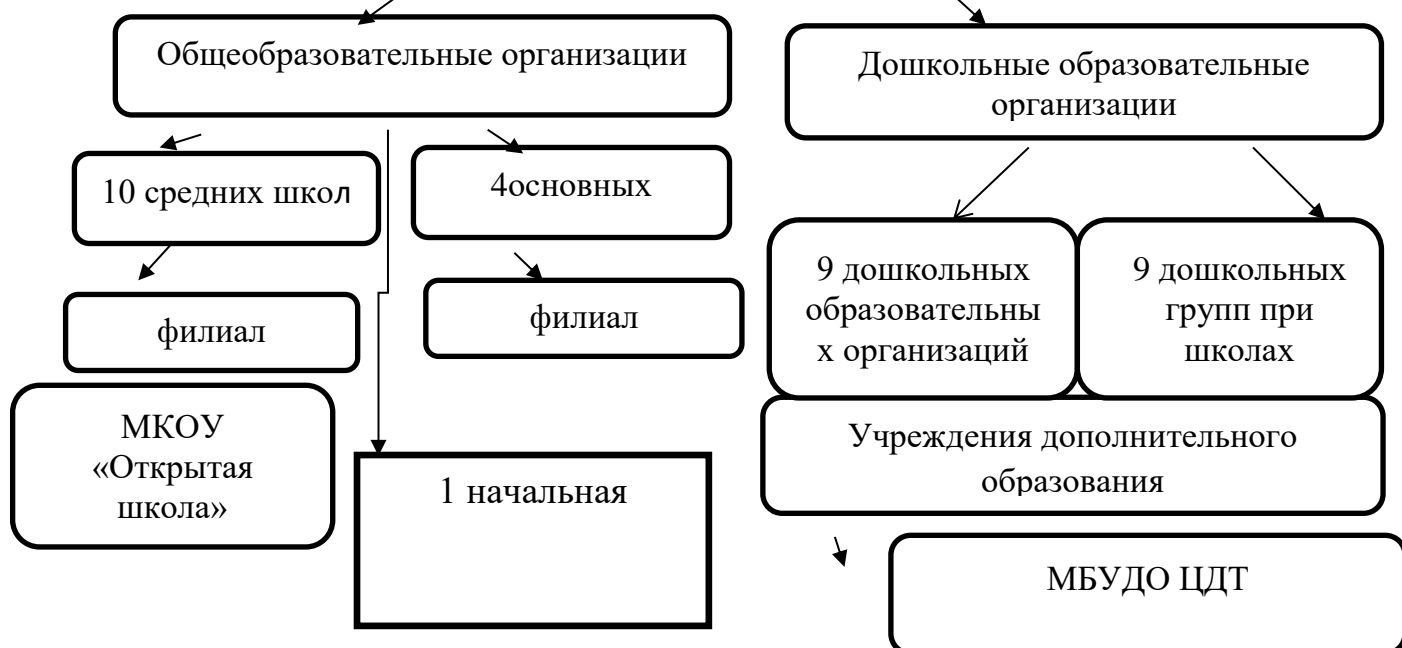 Общеобразовательные организации
Дошкольные образовательные
организации
10 средних школ
4основных
филиал
филиал
9 дошкольных
образовательны
х организаций
9 дошкольных
групп при
школах
МКОУ
«Открытая
школа»
1 начальная
Учреждения дополнительного
образования
МБУДО ЦДТ